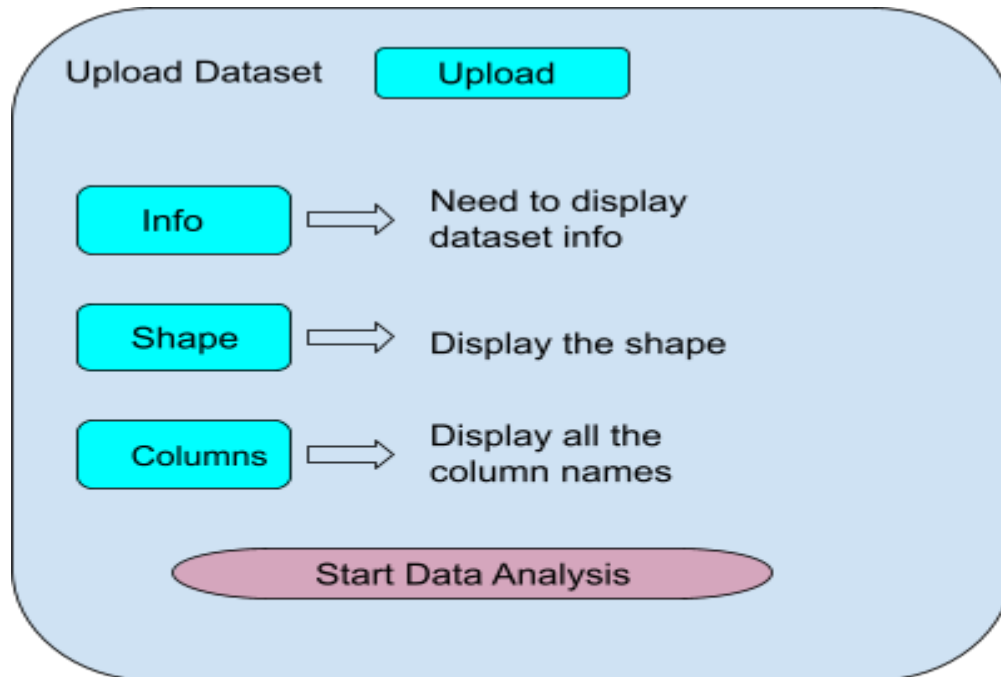 Upload Dataset Upload
Info
Need to display
dataset info
Shape
Display the shape
Columns
Display all the
column names
Start Data Analysis